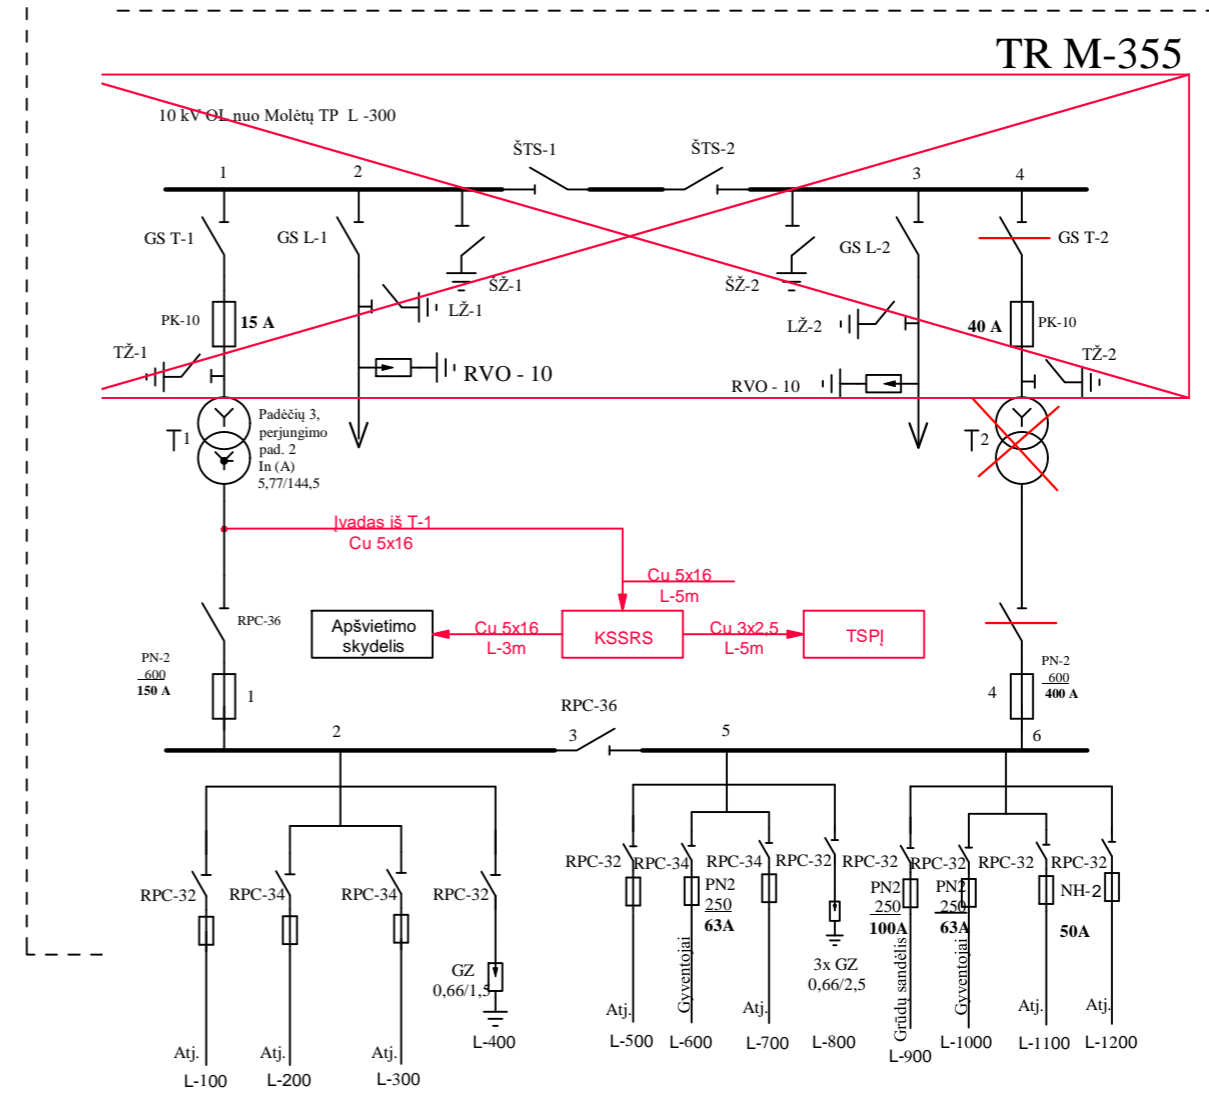 TR M-355
10 kV OL nuo Molėtų TP L -300
ŠTS-1
ŠTS-2
1
2
3
4
GS T-1
GS L-1
GS L-2
GS T-2
ŠŽ-1
ŠŽ-2
LŽ-1
LŽ-2
PK-10
15 A
40 A
PK-10
TŽ-1
TŽ-2
RVO - 10
RVO - 10
T1
Padėčių 3,
perjungimo
pad. 2
In (A)
5,77/144,5
T2
Įvadas iš T-1
Cu 5x16
Cu 5x16
L-5m
RPC-36
Apšvietimo
skydelis
Cu 5x16
L-3m
KSSRS
Cu 3x2,5
L-5m
TSPĮ
PN-2
600
150 A
1
PN-2
600
400 A
4
RPC-36
2
3
5
6
RPC-32
RPC-34
RPC-34
RPC-32
RPC-32
RPC-34
RPC-34
RPC-32
RPC-32
RPC-32
RPC-32
RPC-32
PN2
250
63A
PN2
250
100A
PN2
250
63A
NH-2
50A
GZ
0,66/1,5
3x GZ
0,66/2,5
Gyventojai
Grūdų sandėlis
Gyventojai
Atj.
Atj.
Atj.
Atj.
Atj.
Atj.
Atj.
L-100
L-200
L-300
L-400
L-500
L-600
L-700
L-800
L-900
L-1000
L-1100
L-1200